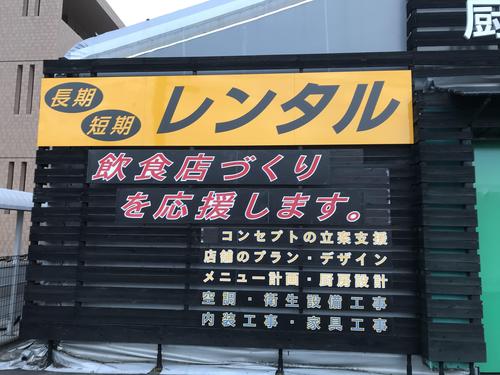 厨
長期
短期
レンタル
飲食店づくり
を応援します。
コンセプトの立案支援
店舗のプラン・デザイン
メニュー計画・厨房設計
空調・衛生設備工事
内装工事・家具工事